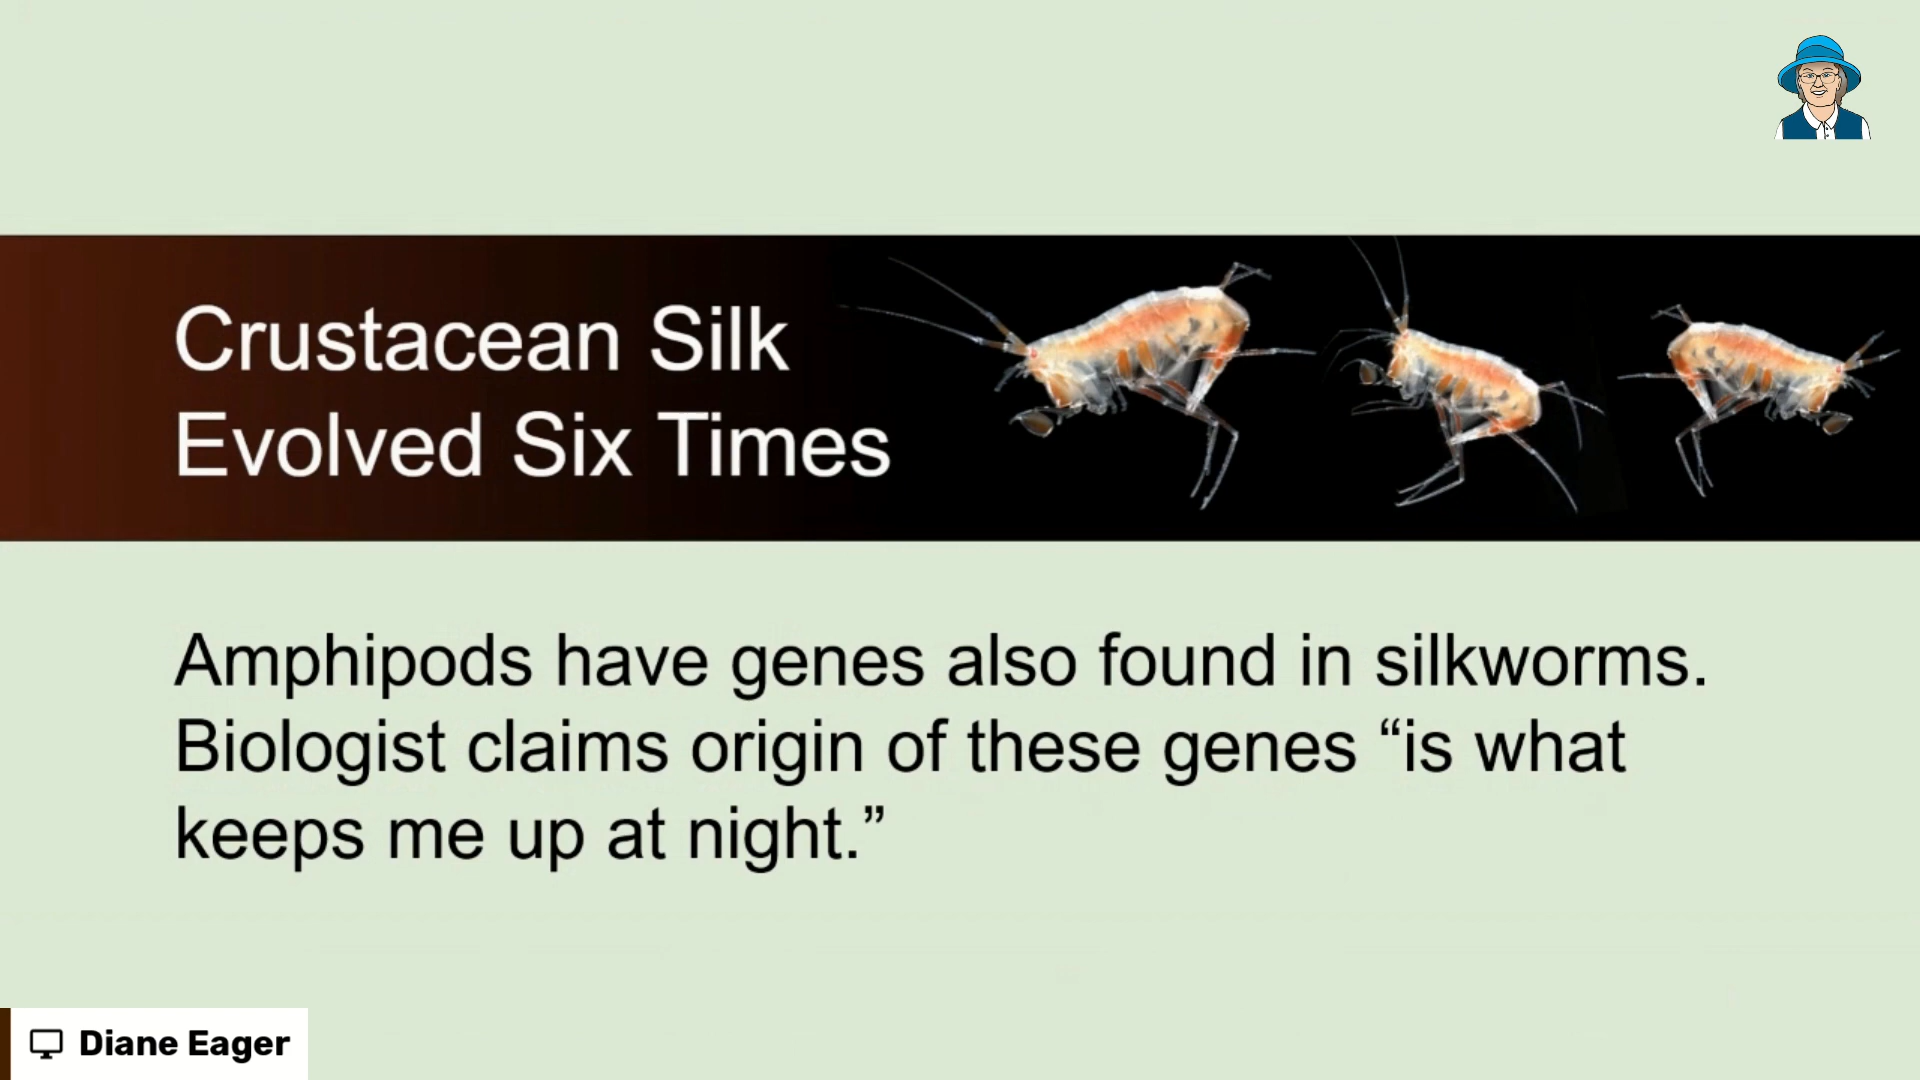 Crustacean Silk
Evolved Six Times
Amphipods have genes also found in silkworms.
Biologist claims origin of these genes “is what
keeps me up at night.”
Diane Eager